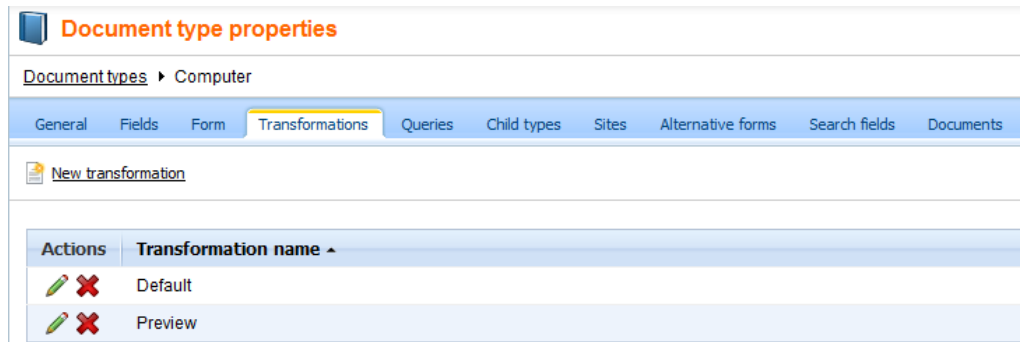 Document type properties
Document types ▸ Computer
General Fields Form Transformations Queries Child types Sites Alternative forms Search fields Documents
New transformation
Actions Transformation name ▲
Default
Preview